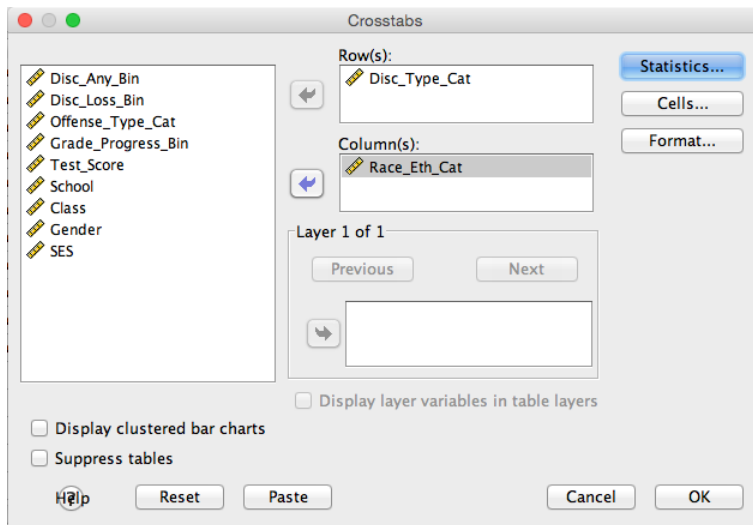 Crosstabs
Disc_Any_Bin
Disc_Loss_Bin
Offense_Type_Cat
Grade_Progress_Bin
Test_Score
School
Class
Gender
SES
Row(s):
Disc_Type_Cat
Column(s):
Race_Eth_Cat
Layer 1 of 1
Previous
Next
Display layer variables in table layers
Statistics...
Cells...
Format...
Display clustered bar charts
Suppress tables
Help
?
Reset
Paste
Cancel
OK